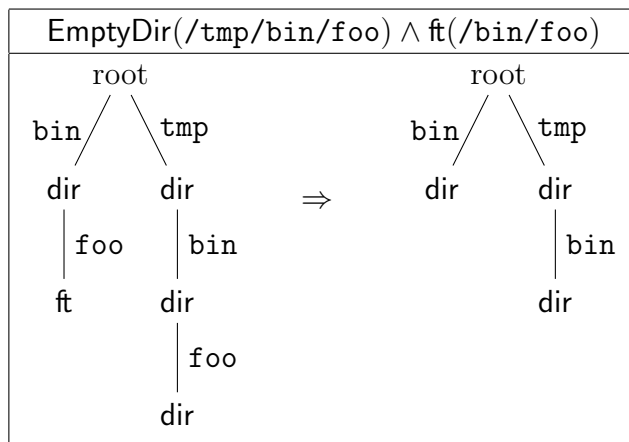 EmptyDir(/tmp/bin/foo) ∧ ft(/bin/foo)
root root
bin tmp bin tmp
dir dir ⇒ dir dir
foo bin bin
ft dir dir
foo
dir